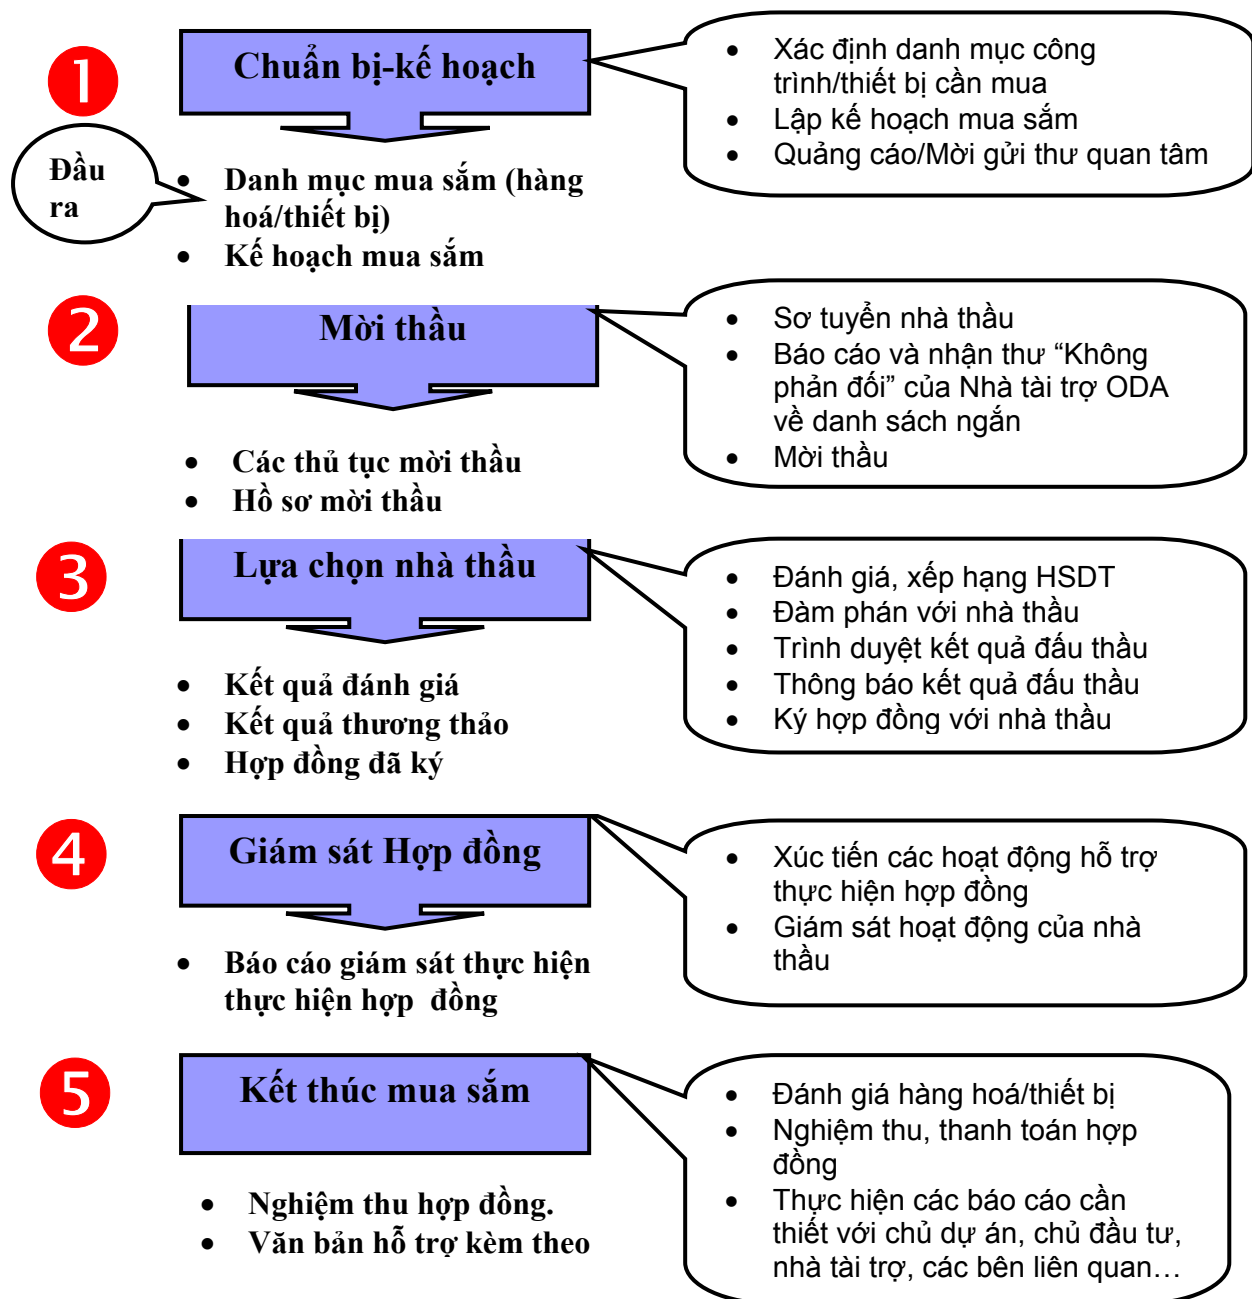 1
Chuẩn bị-kế hoạch
• Xác định danh mục công
trình/thiết bị cần mua
• Lập kế hoạch mua sắm
• Quảng cáo/Mời gửi thư quan tâm
Đầu
ra
• Danh mục mua sắm (hàng
hoá/thiết bị)
• Kế hoạch mua sắm
2
Mời thầu
• Sơ tuyển nhà thầu
• Báo cáo và nhận thư “Không
phản đối” của Nhà tài trợ ODA
về danh sách ngắn
• Mời thầu
• Các thủ tục mời thầu
• Hồ sơ mời thầu
3
Lựa chọn nhà thầu
• Đánh giá, xếp hạng HSDT
• Đàm phán với nhà thầu
• Trình duyệt kết quả đấu thầu
• Thông báo kết quả đấu thầu
• Ký hợp đồng với nhà thầu
• Kết quả đánh giá
• Kết quả thương thảo
• Hợp đồng đã ký
4
Giám sát Hợp đồng
• Xúc tiến các hoạt động hỗ trợ
thực hiện hợp đồng
• Giám sát hoạt động của nhà
thầu
• Báo cáo giám sát thực hiện
thực hiện hợp đồng
5
Kết thúc mua sắm
• Đánh giá hàng hoá/thiết bị
• Nghiệm thu, thanh toán hợp
đồng
• Thực hiện các báo cáo cần
thiết với chủ dự án, chủ đầu tư,
nhà tài trợ, các bên liên quan…
• Nghiệm thu hợp đồng.
• Văn bản hỗ trợ kèm theo